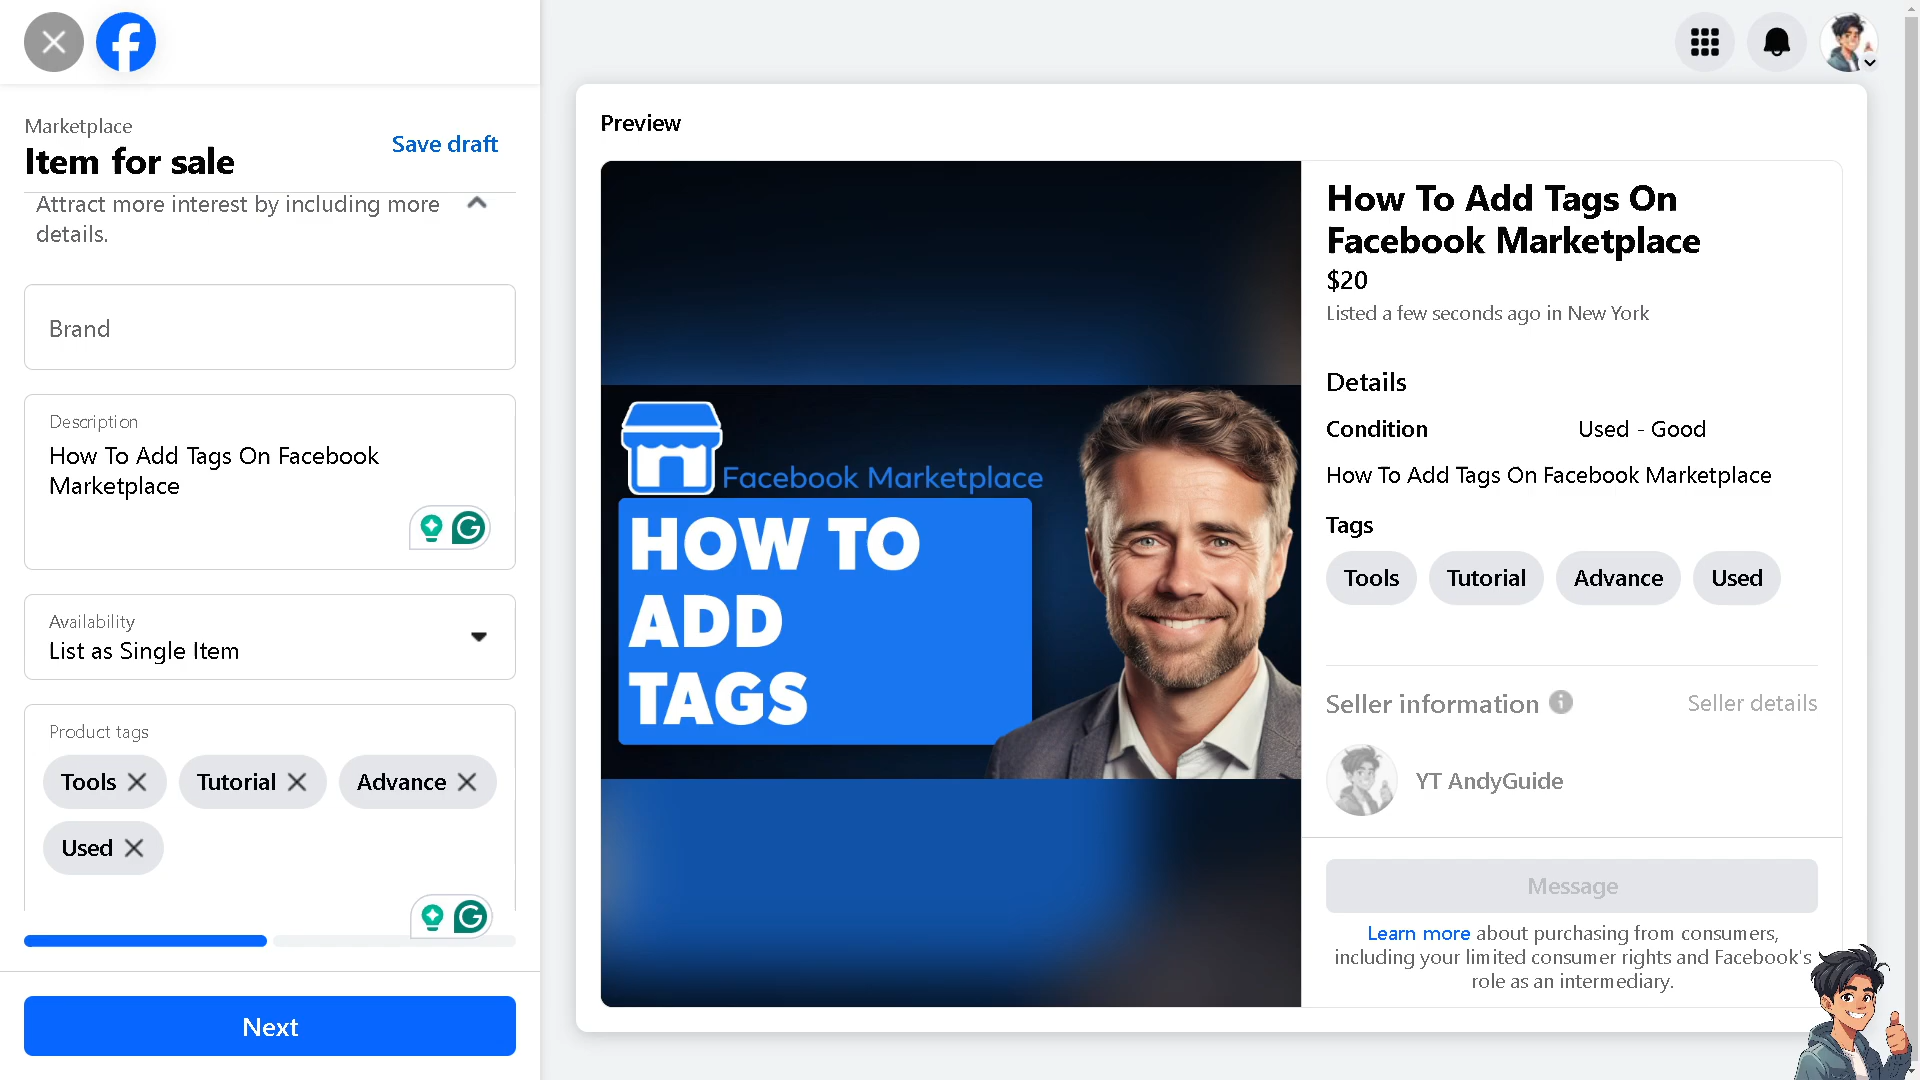 Marketplace
Item for sale
Save draft
Attract more interest by including more
details.
Brand
Description
How To Add Tags On Facebook
Marketplace
Availability
List as Single Item
Product tags
Tools
Tutorial
Advance
Used
Next
Preview
Facebook Marketplace
HOW TO
ADD
TAGS
How To Add Tags On
Facebook Marketplace
$20
Listed a few seconds ago in New York
Details
Condition Used - Good
How To Add Tags On Facebook Marketplace
Tags
Tools Tutorial Advance Used
Seller information Seller details
YT AndyGuide
Message
Learn more about purchasing from consumers,
including your limited consumer rights and Facebook's
role as an intermediary.